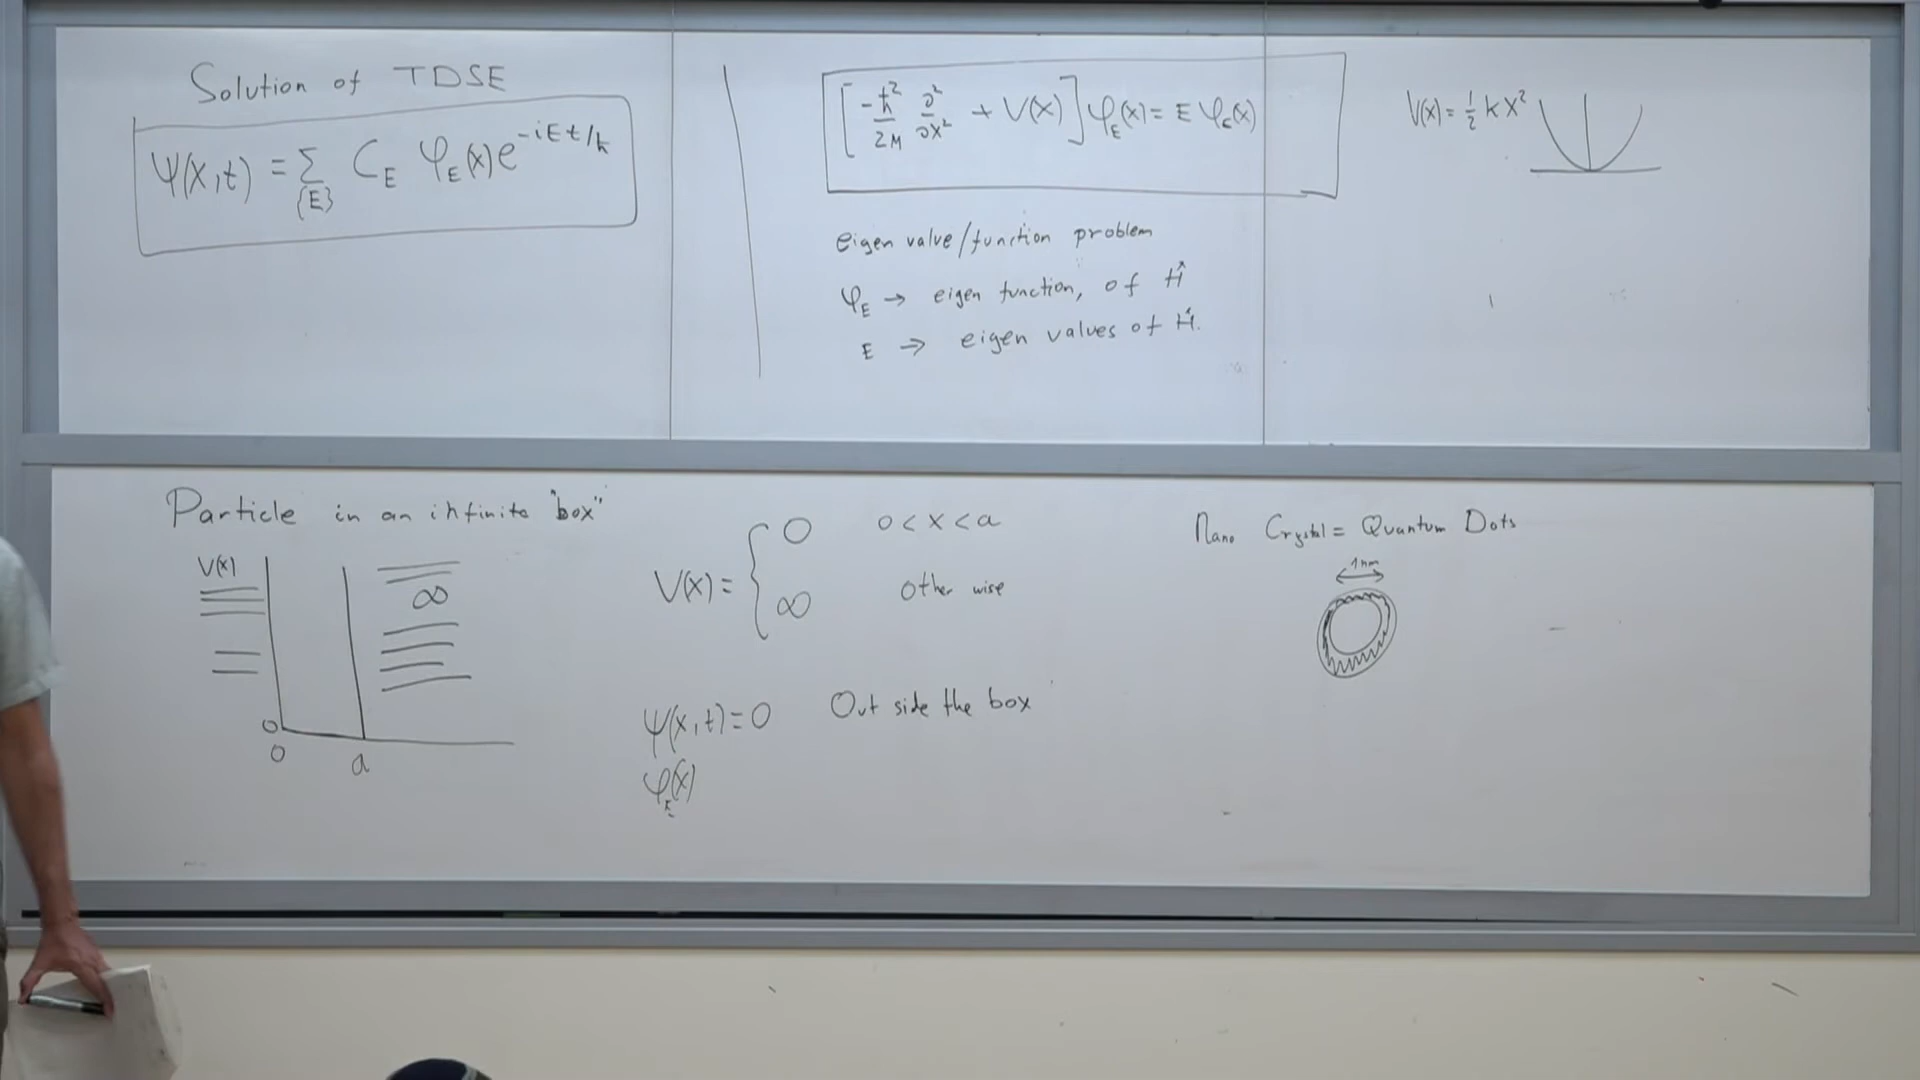 Solution of TDSE
Ψ(x,t) = Σ C_E φ_E(x) e^{-iEt/ħ}
{E}
[-ħ²/2M ∂²/∂x² + V(x)] φ_E(x) = E φ_E(x)
eigen value/function problem
φ_E → eigen function, of Ĥ
E → eigen values of Ĥ.
V(x) = ½ k x²
Particle in an infinite "box"
V(x)
∞
0
0 a
V(x) = { 0 0 < x < a
∞ other wise
ψ(x,t) = 0 Out side the box
φ_E(x)
Nano Crystal = Quantum Dots
1nm